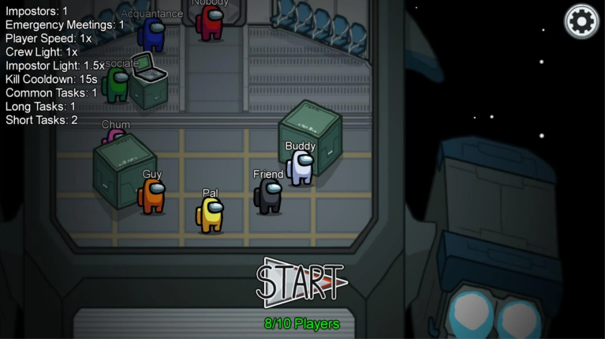 Impostors: 1
Emergency Meetings: 1
Player Speed: 1x
Crew Light: 1x
Impostor Light: 1.5x
Kill Cooldown: 15s
Common Tasks: 1
Long Tasks: 1
Short Tasks: 2
Nobody
Acquantance
sociate
Chum
Buddy
Guy
Friend
Pal
START
8/10 Players